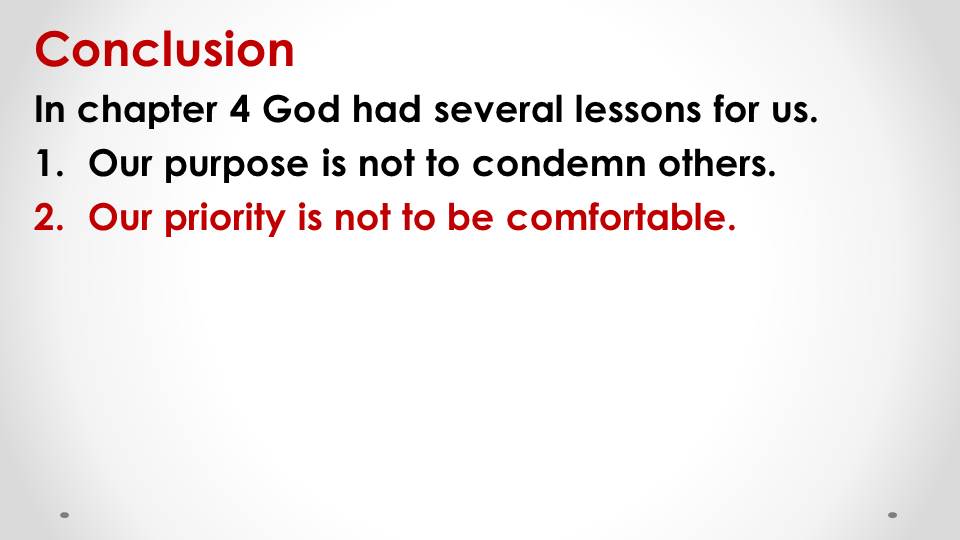 Conclusion
In chapter 4 God had several lessons for us.
1. Our purpose is not to condemn others.
2. Our priority is not to be comfortable.